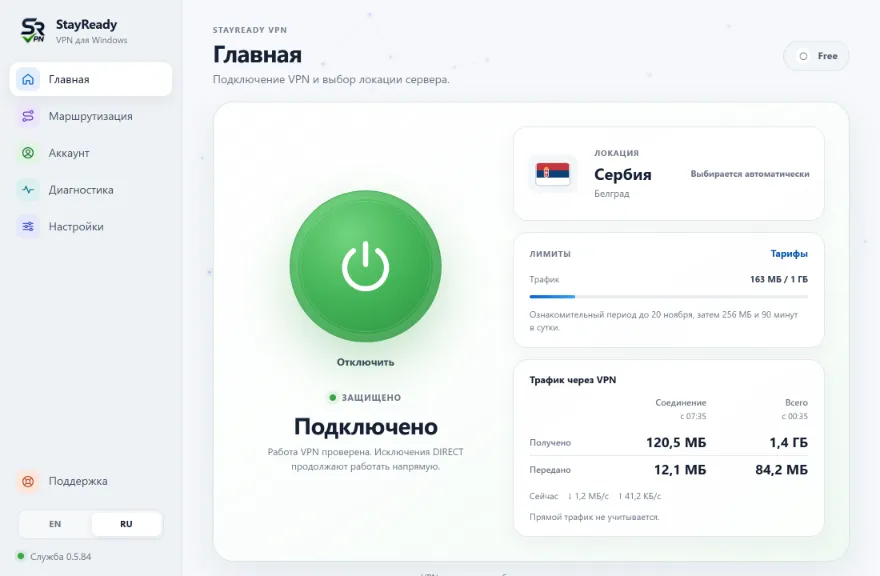 SR
VPN
StayReady
VPN для Windows
Главная
Маршрутизация
Аккаунт
Диагностика
Настройки
Поддержка
EN RU
Служба 0.5.84
STAYREADY VPN
Главная
Подключение VPN и выбор локации сервера.
Free
Отключить
ЗАЩИЩЕНО
Подключено
Работа VPN проверена. Исключения DIRECT
продолжают работать напрямую.
ЛОКАЦИЯ
Сербия
Белград
Выбирается автоматически
ЛИМИТЫ Тарифы
Трафик 163 МБ / 1 ГБ
Ознакомительный период до 20 ноября, затем 256 МБ и 90 минут
в сутки.
Трафик через VPN
Соединение Всего
с 07:35 с 00:35
Получено 120,5 МБ 1,4 ГБ
Передано 12,1 МБ 84,2 МБ
Сейчас ↓ 1,2 МБ/с ↑ 41,2 КБ/с
Прямой трафик не учитывается.